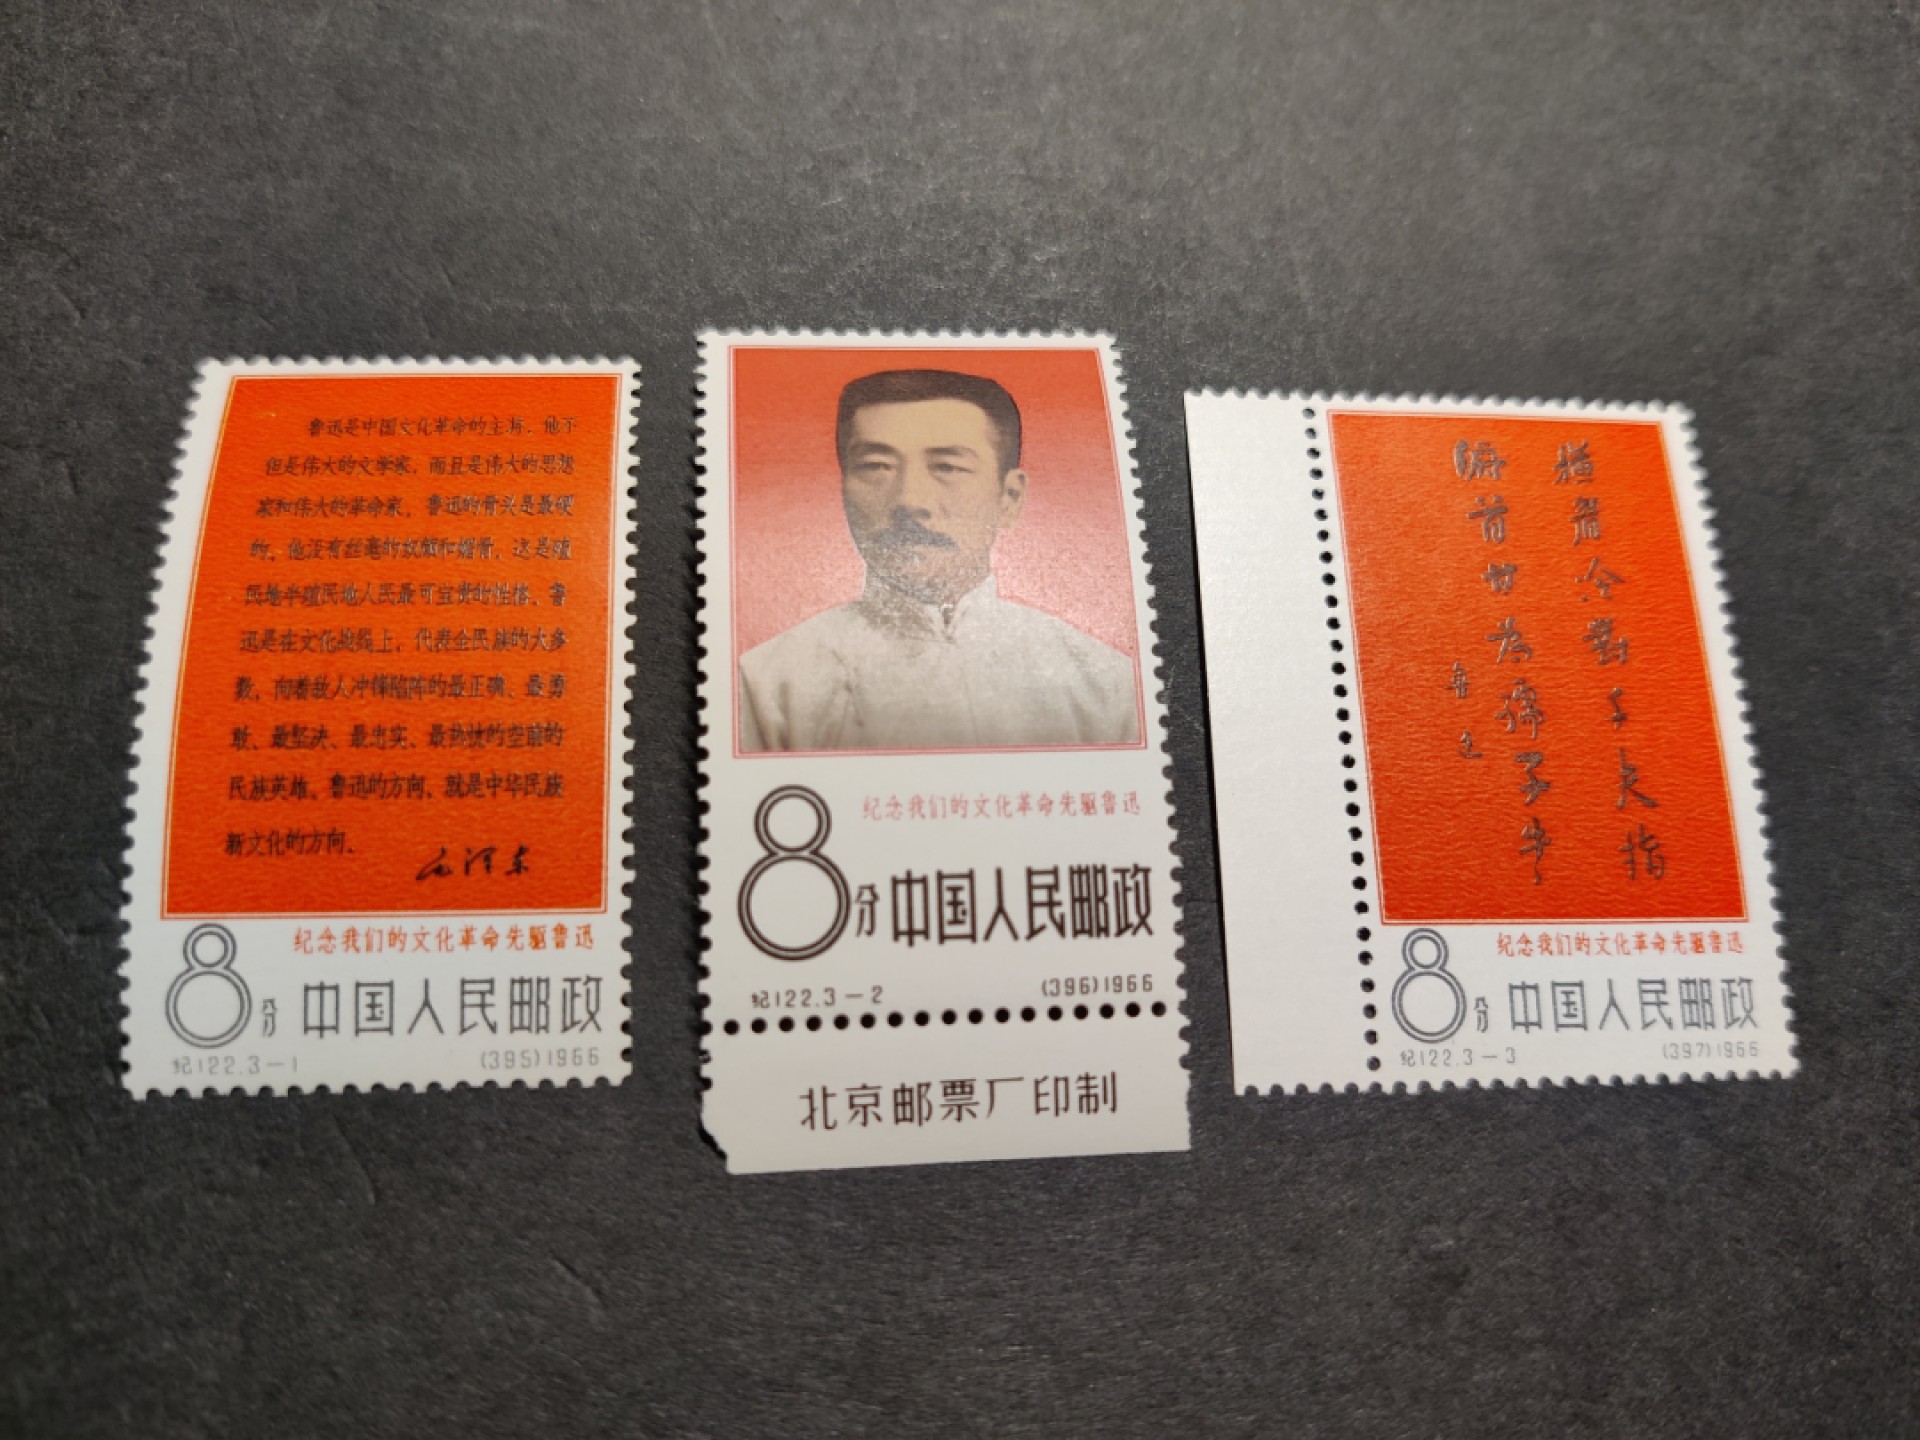 鲁迅是中国文化革命的主将，他不
但是伟大的文学家，而且是伟大的思想
家和伟大的革命家。鲁迅的骨头是最硬
的，他没有丝毫的奴颜和媚骨，这是殖
民地半殖民地人民最可宝贵的性格。鲁
迅是在文化战线上，代表全民族的大多
数，向着敌人冲锋陷阵的最正确、最勇
敢、最坚决、最忠实、最热忱的空前的
民族英雄。鲁迅的方向，就是中华民族
新文化的方向。
毛泽东
纪念我们的文化革命先驱鲁迅
8分 中国人民邮政
纪122.3-1 (395)1966
纪念我们的文化革命先驱鲁迅
8分 中国人民邮政
纪122.3-2 (396)1966
北京邮票厂印制
横眉冷對千夫指
俯首甘為孺子牛
魯迅
纪念我们的文化革命先驱鲁迅
8分 中国人民邮政
纪122.3-3 (397)1966